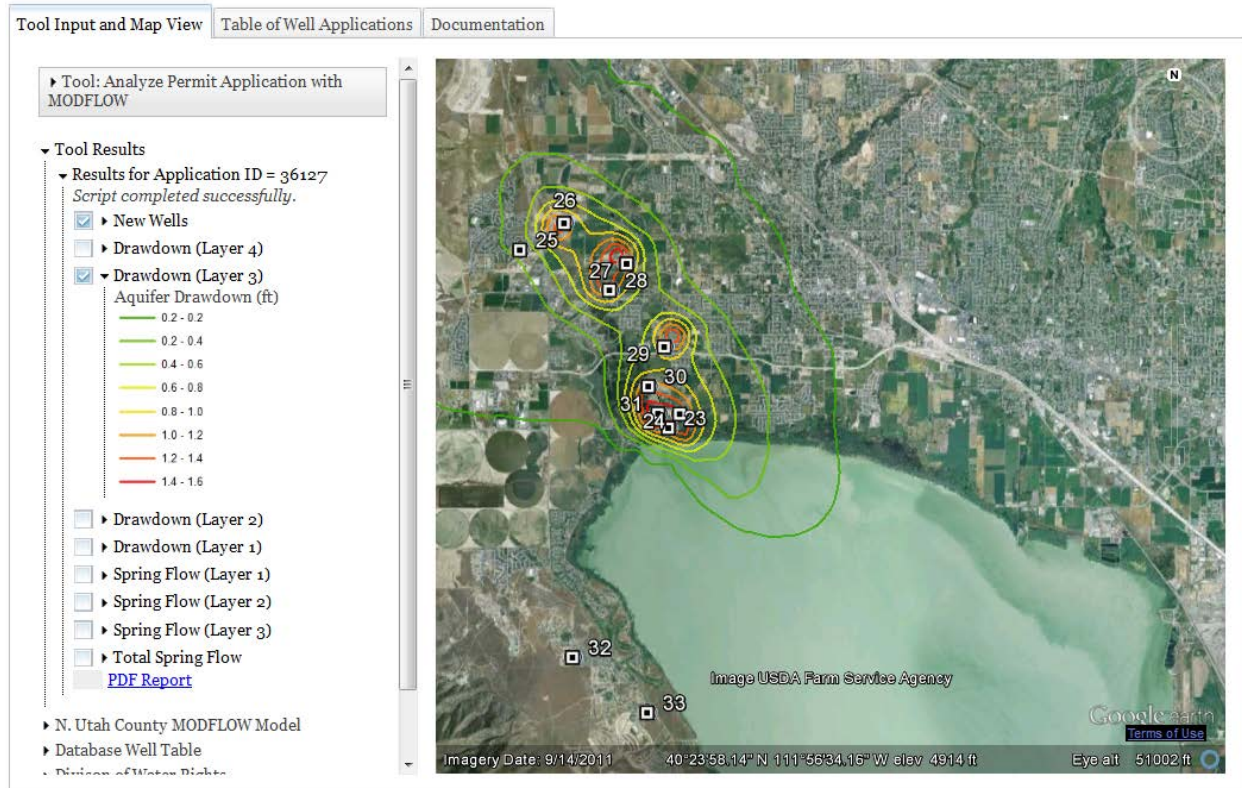 Tool Input and Map View
Table of Well Applications
Documentation
Tool: Analyze Permit Application with
MODFLOW
Tool Results
Results for Application ID = 36127
Script completed successfully.
New Wells
Drawdown (Layer 4)
Drawdown (Layer 3)
Aquifer Drawdown (ft)
0.2 - 0.2
0.2 - 0.4
0.4 - 0.6
0.6 - 0.8
0.8 - 1.0
1.0 - 1.2
1.2 - 1.4
1.4 - 1.6
Drawdown (Layer 2)
Drawdown (Layer 1)
Spring Flow (Layer 1)
Spring Flow (Layer 2)
Spring Flow (Layer 3)
Total Spring Flow
PDF Report
N. Utah County MODFLOW Model
Database Well Table
Divison of Water Rights
N
26
25
27
28
29
30
31
24
23
32
33
Image USDA Farm Service Agency
Google earth
Terms of Use
Imagery Date: 9/14/2011 40°23'58.14" N 111°56'34.16" W elev 4914 ft Eye alt 51002 ft